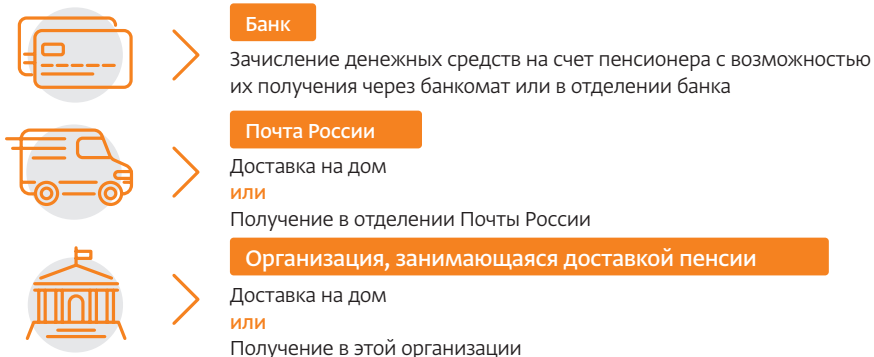 Банк
Зачисление денежных средств на счет пенсионера с возможностью
их получения через банкомат или в отделении банка
Почта России
Доставка на дом
или
Получение в отделении Почты России
Организация, занимающаяся доставкой пенсии
Доставка на дом
или
Получение в этой организации